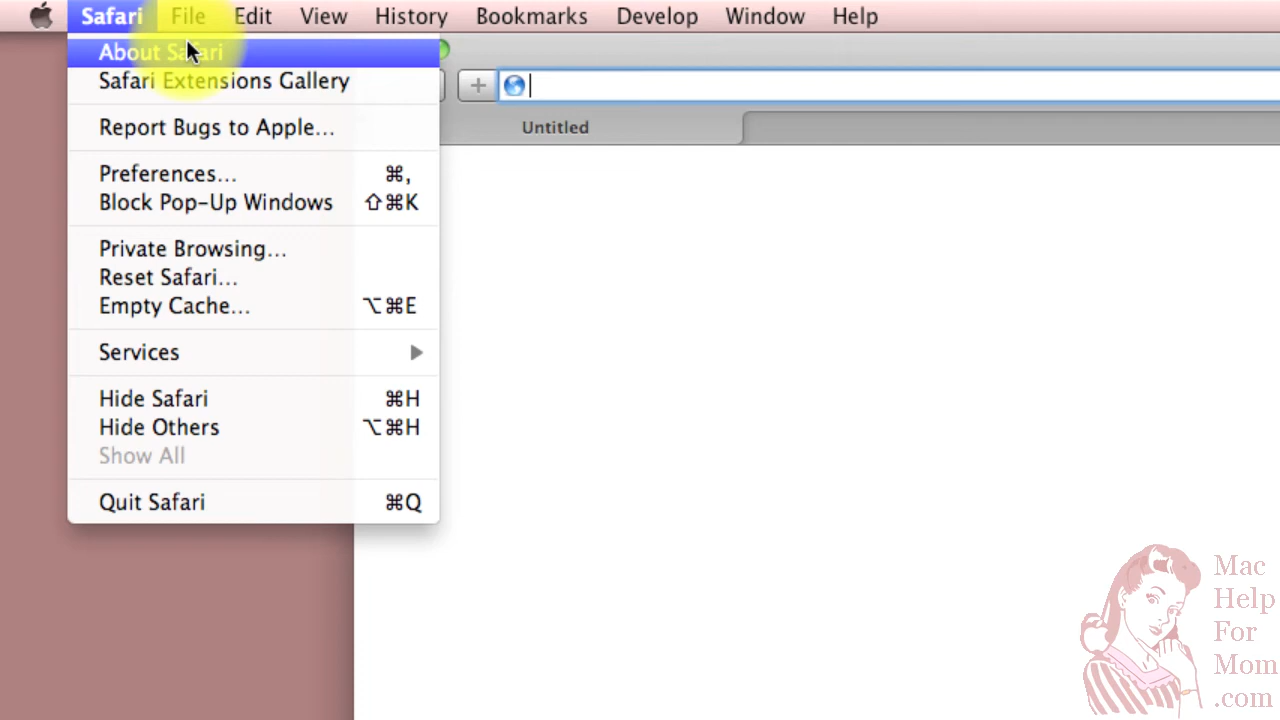 Safari File Edit View History Bookmarks Develop Window Help
About Safari
Safari Extensions Gallery
Report Bugs to Apple...
Preferences... ⌘,
Block Pop-Up Windows ⇧⌘K
Private Browsing...
Reset Safari...
Empty Cache... ⌥⌘E
Services ▶
Hide Safari ⌘H
Hide Others ⌥⌘H
Show All
Quit Safari ⌘Q
Untitled
Mac
Help
For
Mom
.com